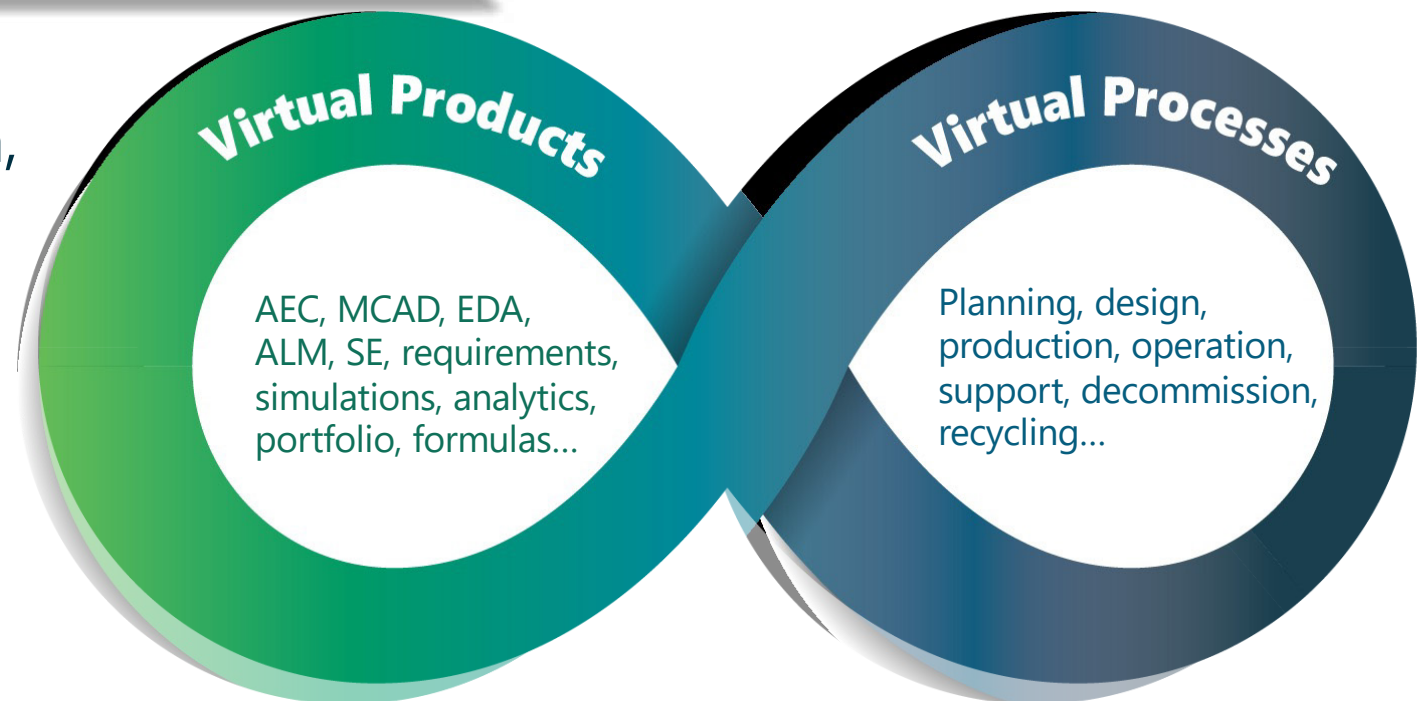 Virtual Products
AEC, MCAD, EDA,
ALM, SE, requirements,
simulations, analytics,
portfolio, formulas...
Virtual Processes
Planning, design,
production, operation,
support, decommission,
recycling...